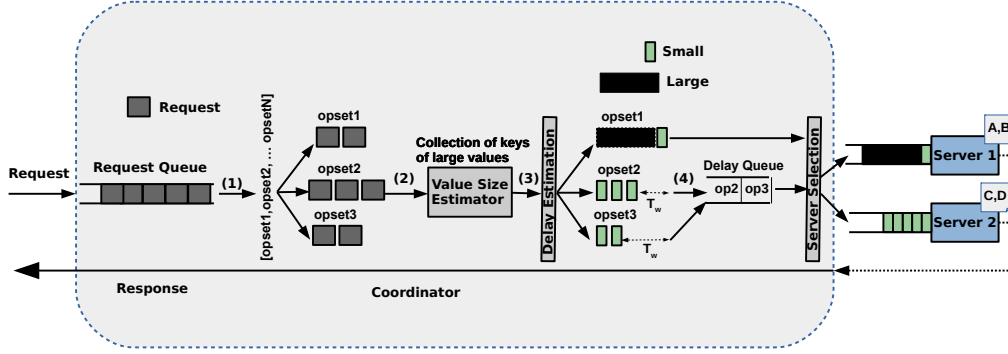 Small
Large
Request
opset1
opset1
Collection of keys
of large values
Request
Request Queue
(1)
[opset1,opset2, ... opsetN]
opset2
(2)
Value Size
Estimator
(3)
Delay Estimation
opset2
Tw
(4)
Delay Queue
op2
op3
Server Selection
A,B
Server 1
opset3
opset3
Tw
C,D
Server 2
Response
Coordinator